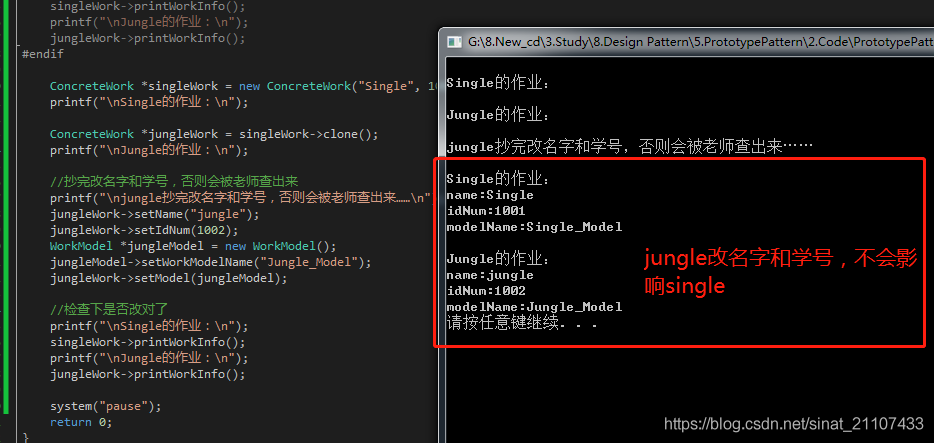 singleWork->printWorkInfo();
printf("\nJungle的作业：\n");
jungleWork->printWorkInfo();
#endif
ConcreteWork *singleWork = new ConcreteWork("Single", 10
printf("\nSingle的作业：\n");
ConcreteWork *jungleWork = singleWork->clone();
printf("\nJungle的作业：\n");
//抄完改名字和学号，否则会被老师查出来
printf("\njungle抄完改名字和学号，否则会被老师查出来……\n"
jungleWork->setName("jungle");
jungleWork->setIdNum(1002);
WorkModel *jungleModel = new WorkModel();
jungleModel->setWorkModelName("Jungle_Model");
jungleWork->setModel(jungleModel);
//检查下是否改对了
printf("\nSingle的作业：\n");
singleWork->printWorkInfo();
printf("\nJungle的作业：\n");
jungleWork->printWorkInfo();
system("pause");
return 0;
}
G:\8.New_cd\3.Study\8.Design Pattern\5.PrototypePattern\2.Code\PrototypePatt
Single的作业：
Jungle的作业：
jungle抄完改名字和学号，否则会被老师查出来……
Single的作业：
name:Single
idNum:1001
modelName:Single_Model
Jungle的作业：
name:jungle
idNum:1002
modelName:Jungle_Model
请按任意键继续. . .
jungle改名字和学号，不会影
响single
https://blog.csdn.net/sinat_21107433